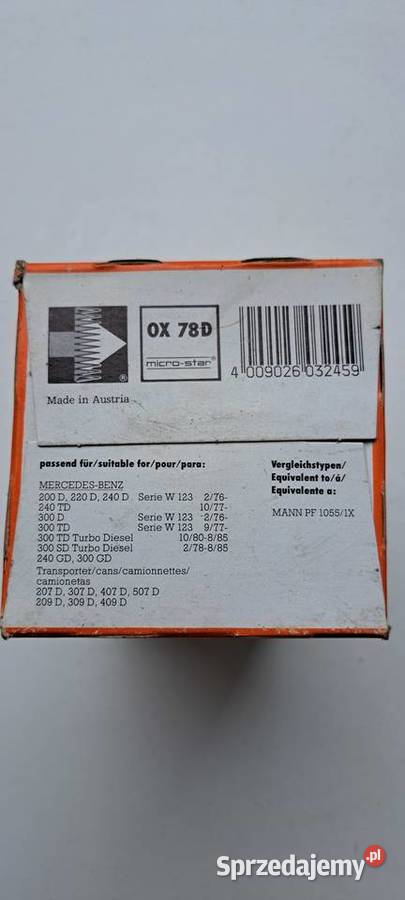 OX 78D
micro-star®
®
4 009026 032459
Made in Austria
passend für/suitable for/pour/para:
MERCEDES-BENZ
200 D, 220 D, 240 D Serie W 123 2/76-
240 TD 10/77-
300 D Serie W 123 -2/76-
300 TD Serie W 123 9/77-
300 TD Turbo Diesel 10/80-8/85
300 SD Turbo Diesel 2/78-8/85
240 GD, 300 GD
Transporter/cans/camionnettes/
camionetas
207 D, 307 D, 407 D, 507 D
209 D, 309 D, 409 D
Vergleichstypen/
Equivalent to/á/
Equivalente a:
MANN PF 1055/1X
Sprzedajemy.pl